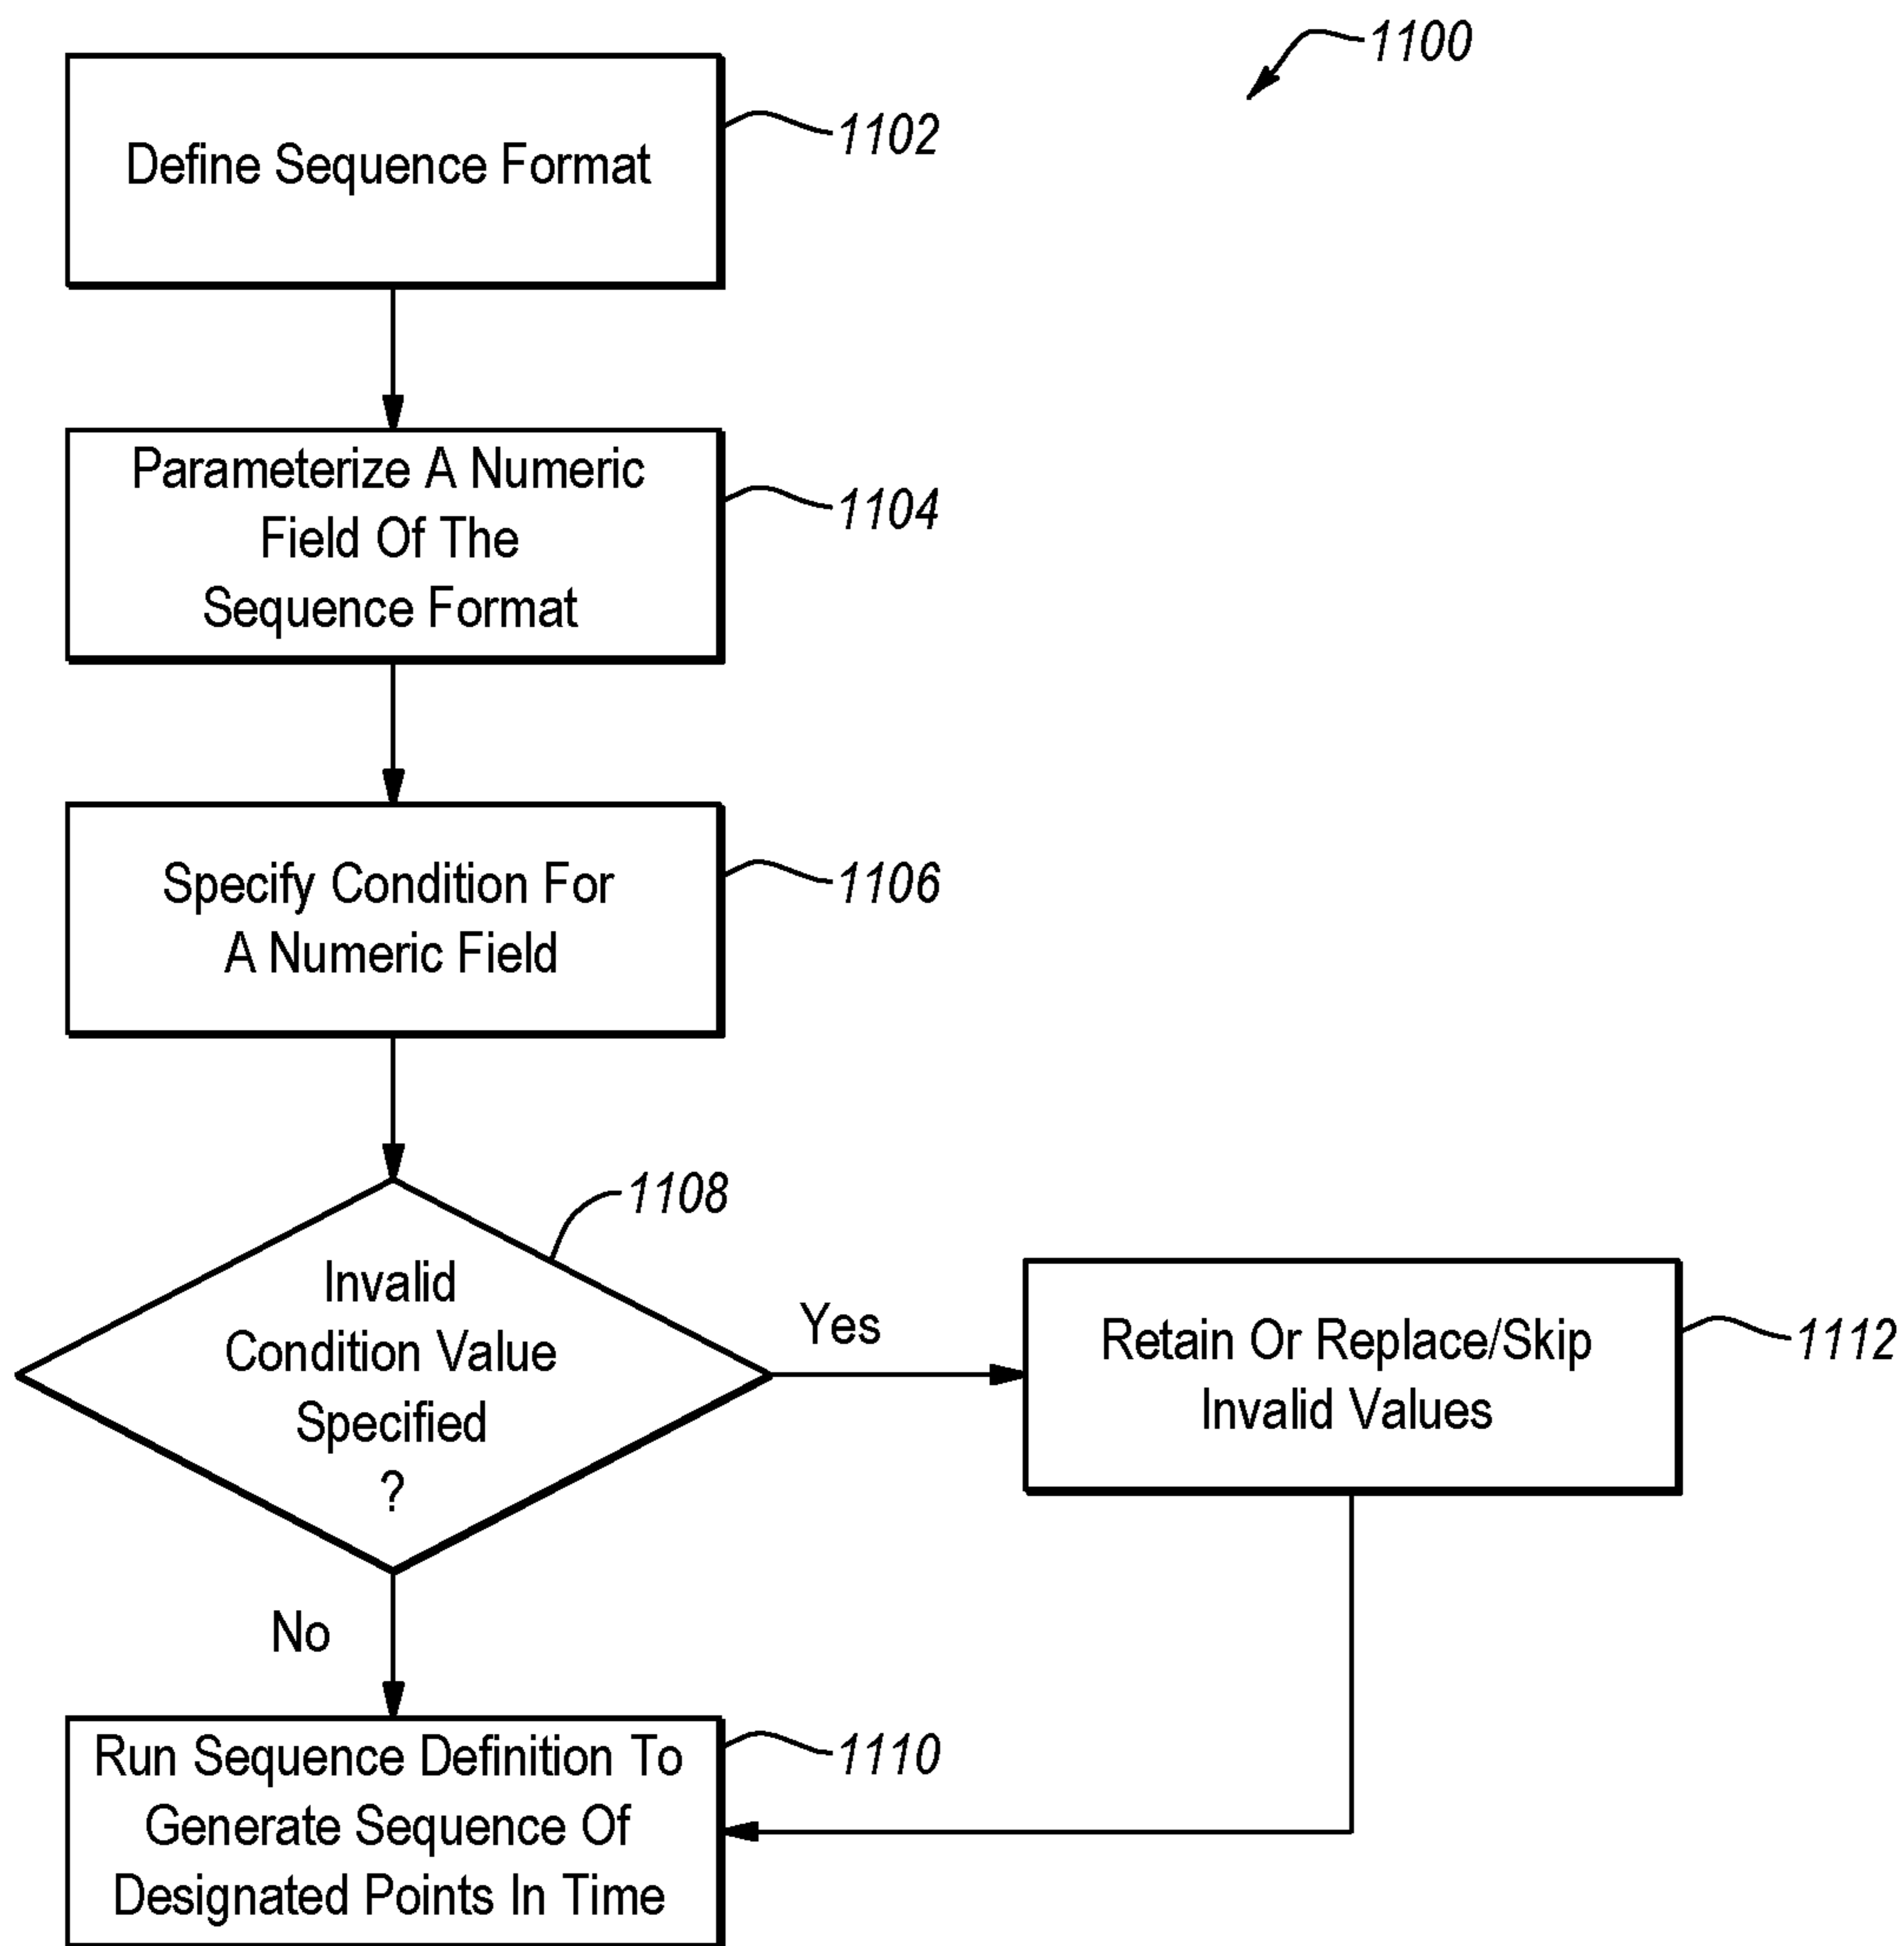 1100
Define Sequence Format
1102
Parameterize A Numeric
Field Of The
Sequence Format
1104
Specify Condition For
A Numeric Field
1106
Invalid
Condition Value
Specified
?
1108
Yes
Retain Or Replace/Skip
Invalid Values
1112
No
Run Sequence Definition To
Generate Sequence Of
Designated Points In Time
1110